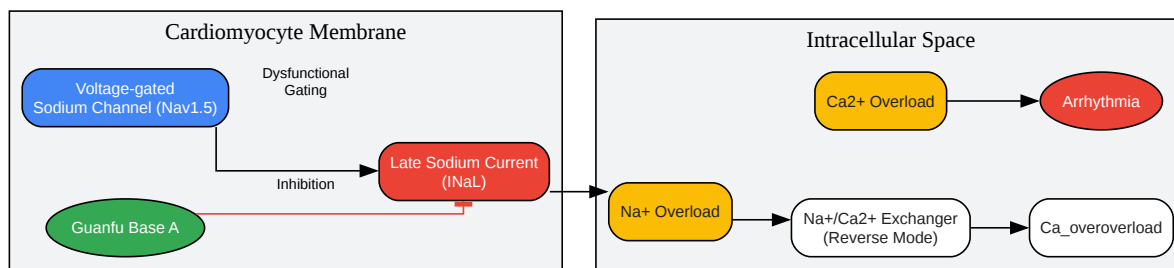 Cardiomyocyte Membrane
Voltage-gated
Sodium Channel (Nav1.5)
Dysfunctional
Gating
Inhibition
Late Sodium Current
(INaL)
Guanfu Base A
Intracellular Space
Ca2+ Overload
Arrhythmia
Na+ Overload
Na+/Ca2+ Exchanger
(Reverse Mode)
Ca_overoverload